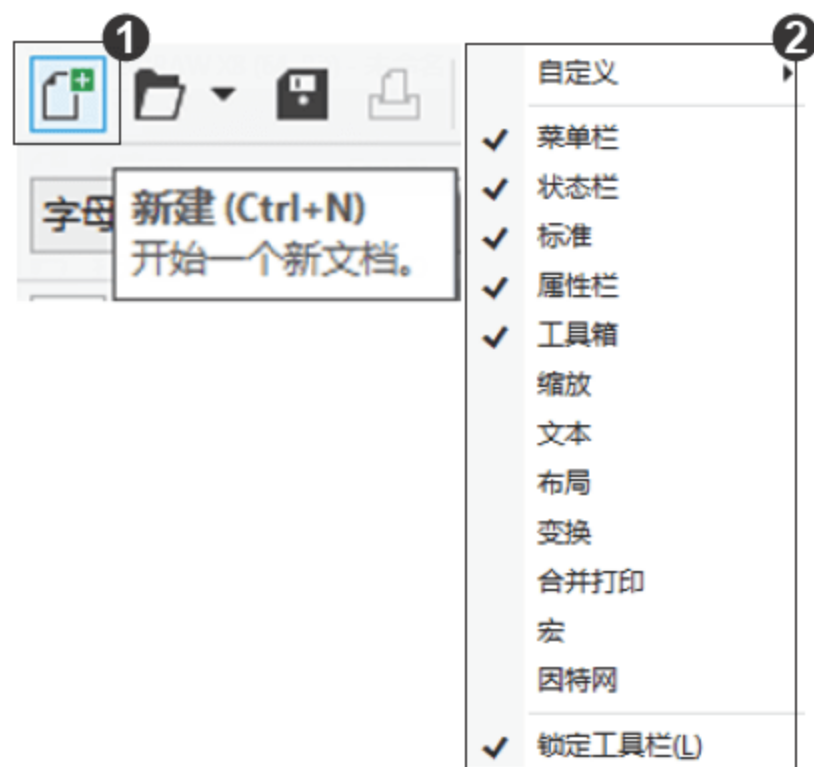 1
字母
新建 (Ctrl+N)
开始一个新文档。
2
自定义
菜单栏
状态栏
标准
属性栏
工具箱
缩放
文本
布局
变换
合并打印
宏
因特网
锁定工具栏(L)